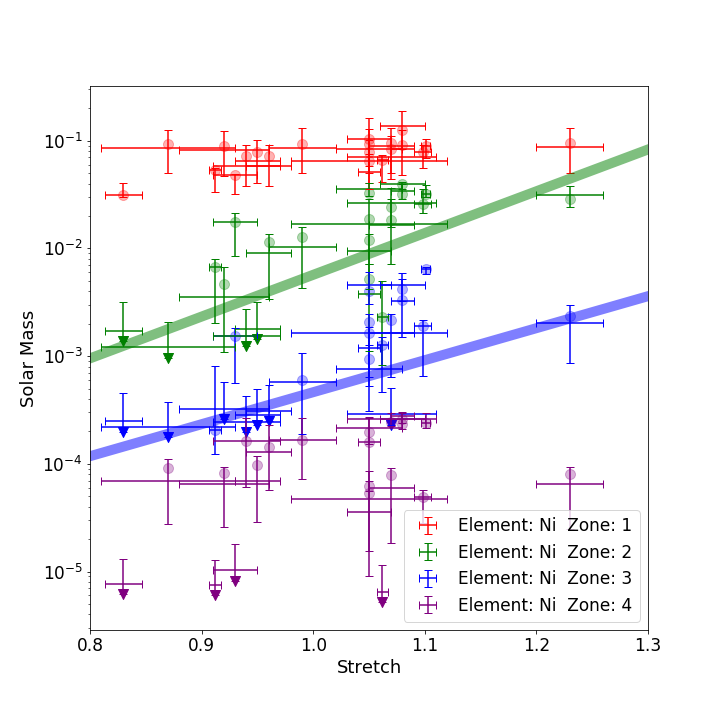 10⁻¹
10⁻²
10⁻³
10⁻⁴
10⁻⁵
Solar Mass
Element: Ni  Zone: 1
Element: Ni  Zone: 2
Element: Ni  Zone: 3
Element: Ni  Zone: 4
0.8 0.9 1.0 1.1 1.2 1.3
Stretch